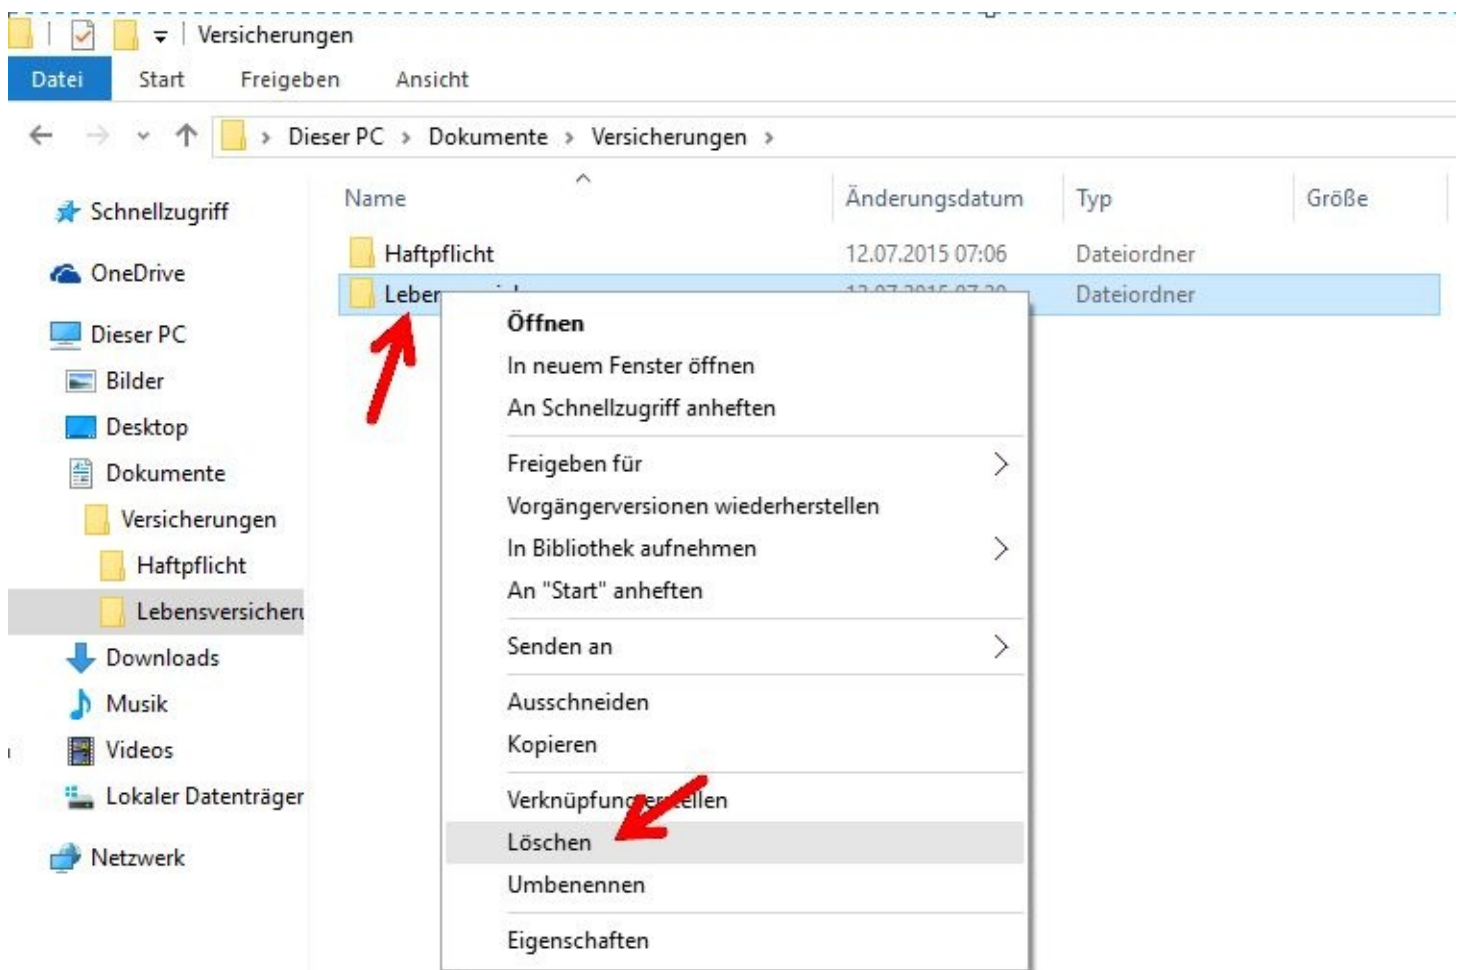 Versicherungen
Datei Start Freigeben Ansicht
Dieser PC > Dokumente > Versicherungen >
Name Änderungsdatum Typ Größe
Haftpflicht 12.07.2015 07:06 Dateiordner
Dateiordner
Schnellzugriff
OneDrive
Dieser PC
Bilder
Desktop
Dokumente
Versicherungen
Haftpflicht
Lebensversicheru
Downloads
Musik
Videos
Lokaler Datenträger
Netzwerk
Öffnen
In neuem Fenster öffnen
An Schnellzugriff anheften
Freigeben für
Vorgängerversionen wiederherstellen
In Bibliothek aufnehmen
An "Start" anheften
Senden an
Ausschneiden
Kopieren
Verknüpfung erstellen
Löschen
Umbenennen
Eigenschaften